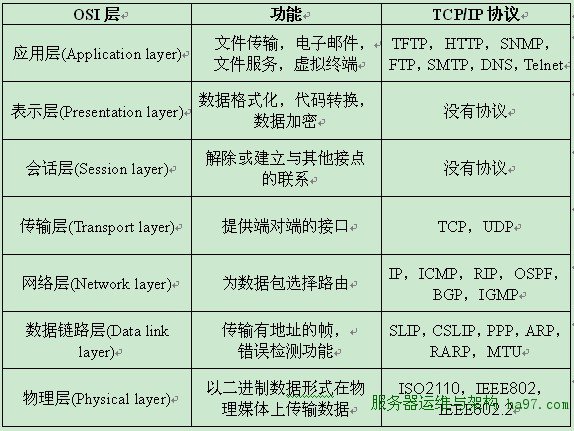 OSI 层 功能 TCP/IP 协议
应用层(Application layer) 文件传输，电子邮件，文件服务，虚拟终端 TFTP，HTTP，SNMP，FTP，SMTP，DNS，Telnet
表示层(Presentation layer) 数据格式化，代码转换，数据加密 没有协议
会话层(Session layer) 解除或建立与其他接点的联系 没有协议
传输层(Transport layer) 提供端对端的接口 TCP，UDP
网络层(Network layer) 为数据包选择路由 IP，ICMP，RIP，OSPF，BGP，IGMP
数据链路层(Data link layer) 传输有地址的帧，错误检测功能 SLIP，CSLIP，PPP，ARP，RARP，MTU
物理层(Physical layer) 以二进制数据形式在物理媒体上传输数据 ISO2110，IEEE802，IEEE802.2
服务器运维与架构 ha97.com